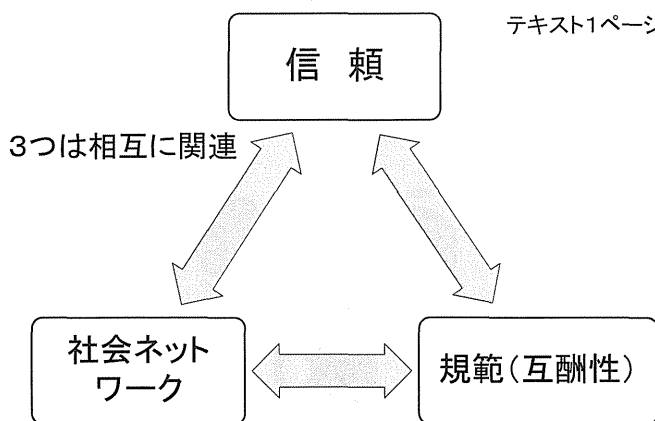 テキスト1ページ
信 頼
3つは相互に関連
社会ネット
ワーク
規範(互酬性)